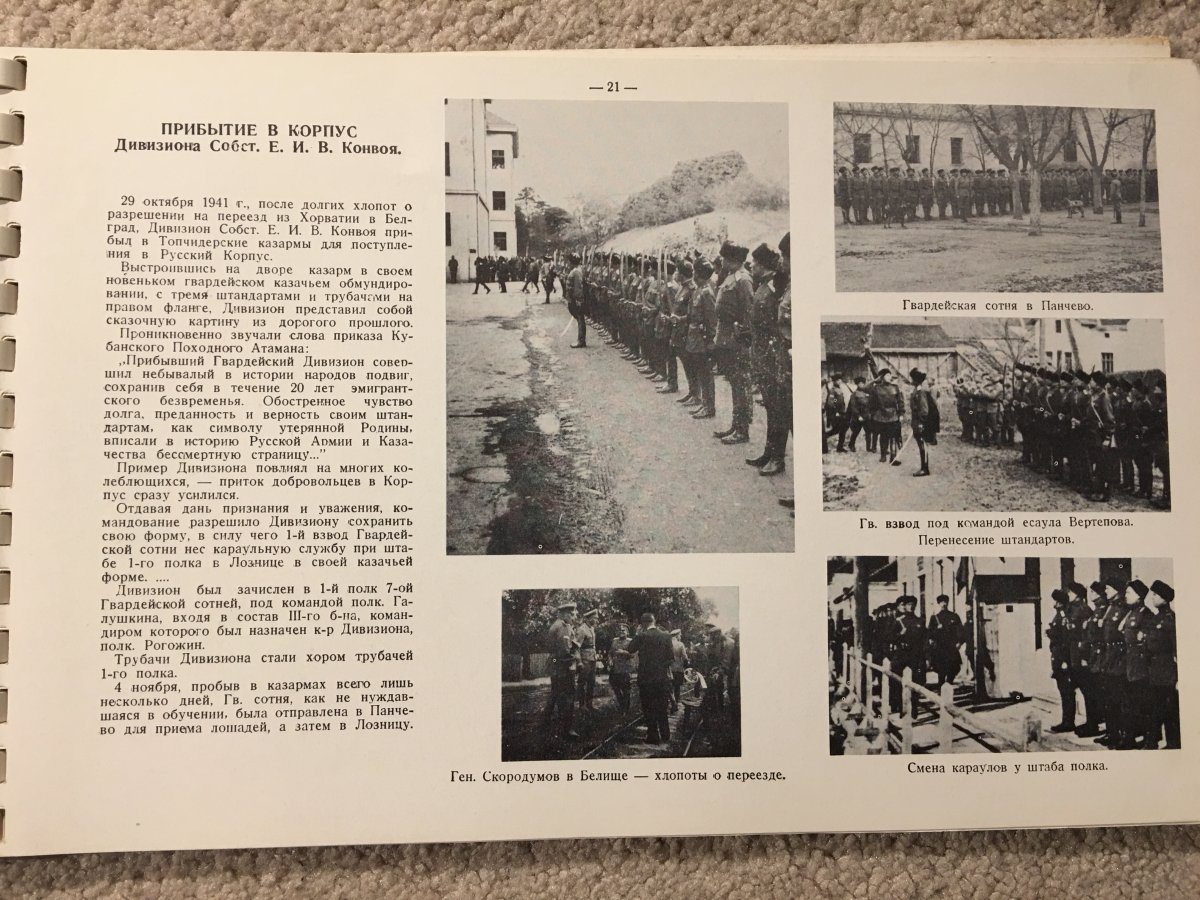 — 21 —
ПРИБЫТИЕ В КОРПУС
Дивизиона Собст. Е. И. В. Конвоя.
29 октября 1941 г., после долгих хлопот о
разрешении на переезд из Хорватии в Бел-
град, Дивизион Собст. Е. И. В. Конвоя при-
был в Топчидерские казармы для поступле-
ния в Русский Корпус.
Выстроившись на дворе казарм в своем
новеньком гвардейском казачьем обмундиро-
вании, с тремя штандартами и трубачами на
правом фланге, Дивизион представил собой
сказочную картину из дорогого прошлого.
Проникновенно звучали слова приказа Ку-
банского Походного Атамана:
„Прибывший Гвардейский Дивизион совер-
шил небывалый в истории народов подвиг,
сохранив себя в течение 20 лет эмигрант-
ского безвременья. Обостренное чувство
долга, преданность и верность своим штан-
дартам, как символу утерянной Родины,
вписали в историю Русской Армии и Каза-
чества бессмертную страницу..."
Пример Дивизиона повлиял на многих ко-
леблющихся, — приток добровольцев в Кор-
пус сразу усилился.
Отдавая дань признания и уважения, ко-
мандование разрешило Дивизиону сохранить
свою форму, в силу чего 1-й взвод Гвардей-
ской сотни нес караульную службу при шта-
бе 1-го полка в Лознице в своей казачьей
форме. ....
Дивизион был зачислен в 1-й полк 7-ой
Гвардейской сотней, под командой полк. Га-
лушкина, входя в состав III-го б-на, коман-
диром которого был назначен к-р Дивизиона,
полк. Рогожин.
Трубачи Дивизиона стали хором трубачей
1-го полка.
4 ноября, пробыв в казармах всего лишь
несколько дней, Гв. сотня, как не нуждав-
шаяся в обучении, была отправлена в Панче-
во для приема лошадей, а затем в Лозницу.
Ген. Скородумов в Белище — хлопоты о переезде.
Гвардейская сотня в Панчево.
Гв. взвод под командой есаула Вертепова.
Перенесение штандартов.
Смена караулов у штаба полка.